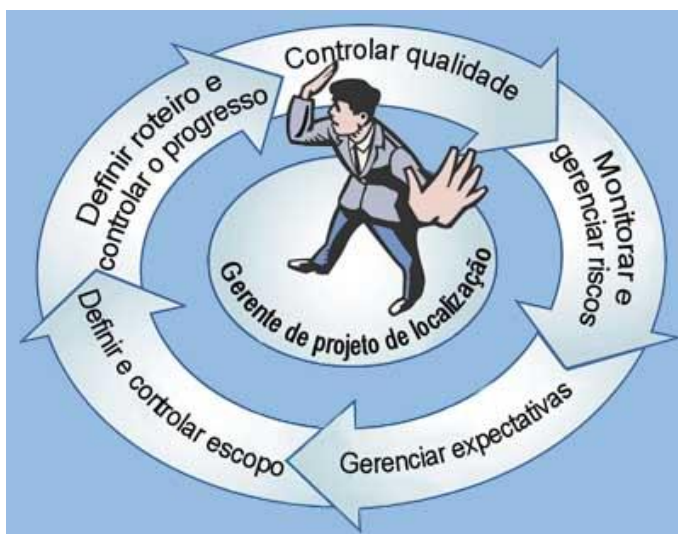 Controlar qualidade
Monitorar e
gerenciar riscos
Gerenciar expectativas
Definir e controlar escopo
Definir roteiro e
controlar o progresso
Gerente de projeto de localização